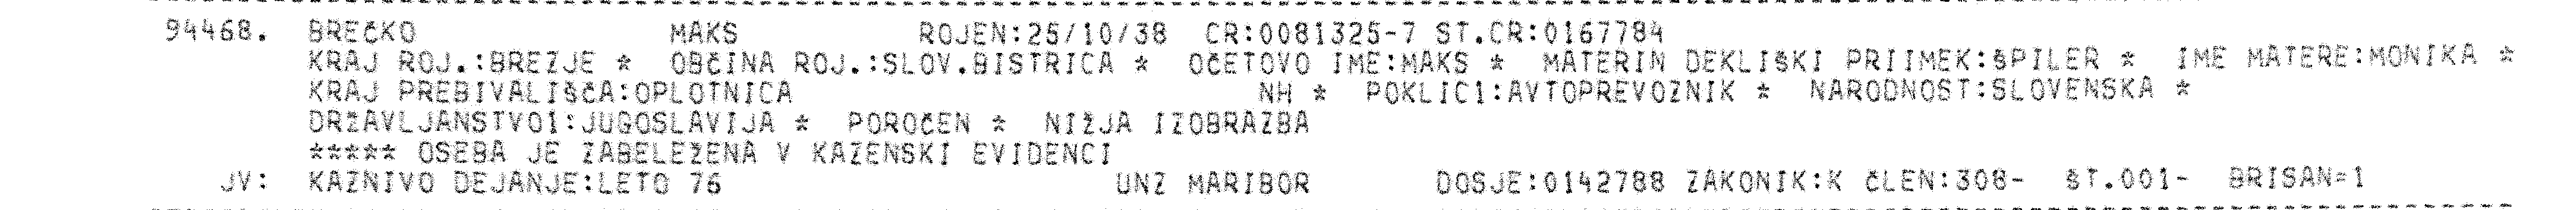 94468. BREČKO MAKS ROJEN:25/10/38 CR:0081325-7 ST.CR:0167784
KRAJ ROJ.:BREZJE * OBČINA ROJ.:SLOV.BISTRICA * OČETOVO IME:MAKS * MATERIN DEKLIŠKI PRIIMEK:ŠPILER * IME MATERE:MONIKA *
KRAJ PREBIVALIŠČA:OPLOTNICA NH * POKLIC1:AVTOPREVOZNIK * NARODNOST:SLOVENSKA *
DRŽAVLJANSTVO1:JUGOSLAVIJA * POROČEN * NIŽJA IZOBRAZBA
***** OSEBA JE ZABELEŽENA V KAZENSKI EVIDENCI
JV: KAZNIVO DEJANJE:LETO 76 UNZ MARIBOR DOSJE:0142788 ZAKONIK:K ČLEN:308- ŠT.001- BRISAN=1